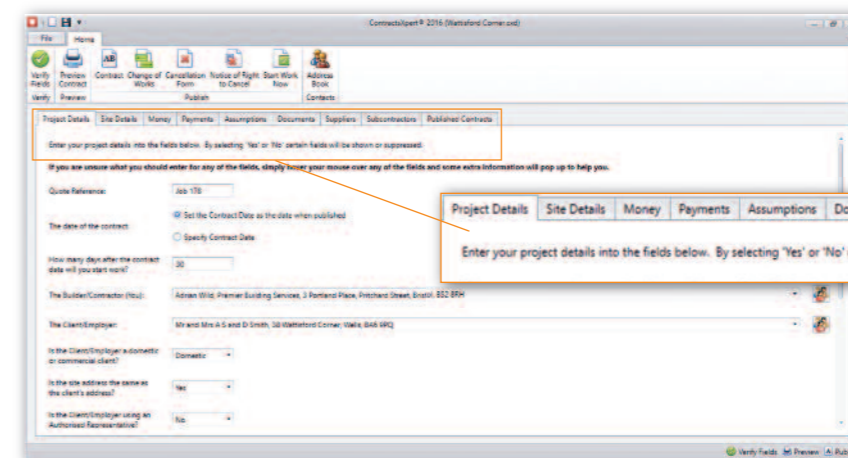 ContractsXpert® 2016 (Wattisford Corner.cxd)
File Home
Verify Fields
Preview Contract
Contract
Change of Works
Cancellation Form
Notice of Right to Cancel
Start Work Now
Address Book
Verify Preview Publish Contacts
Project Details Site Details Money Payments Assumptions Documents Suppliers Subcontractors Published Contracts
Enter your project details into the fields below. By selecting 'Yes' or 'No' certain fields will be shown or suppressed.
If you are unsure what you should enter for any of the fields, simply hover your mouse over any of the fields and some extra information will pop up to help you.
Quote Reference: Job 178
The date of the contract:
Set the Contract Date as the date when published
Specify Contract Date
How many days after the contract
date will you start work?
30
The Builder/Contractor (You): Adrian Wild, Premier Building Services, 3 Portland Place, Pritchard Street, Bristol, BS2 8RH
The Client/Employer: Mr and Mrs A S and D Smith, 38 Wattisford Corner, Wells, BA6 9PQ
Is the Client/Employer a domestic
or commercial client?
Domestic
Is the site address the same as
the client's address?
Yes
Is the Client/Employer using an
Authorised Representative?
No
Project Details Site Details Money Payments Assumptions Do
Enter your project details into the fields below. By selecting 'Yes' or 'No'
Verify Fields Preview Pub